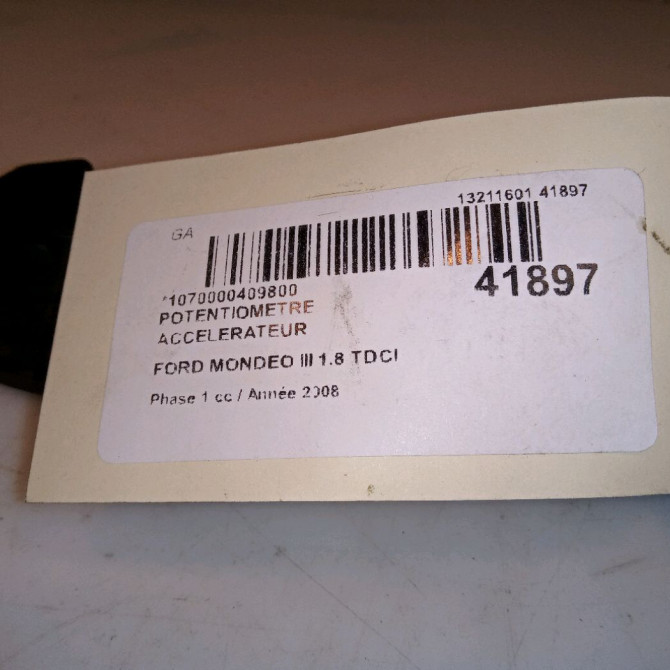 13211601 41897
GA
*1070000409800
41897
POTENTIOMETRE
ACCELERATEUR
FORD MONDEO III 1.8 TDCI
Phase 1 cc / Année 2008